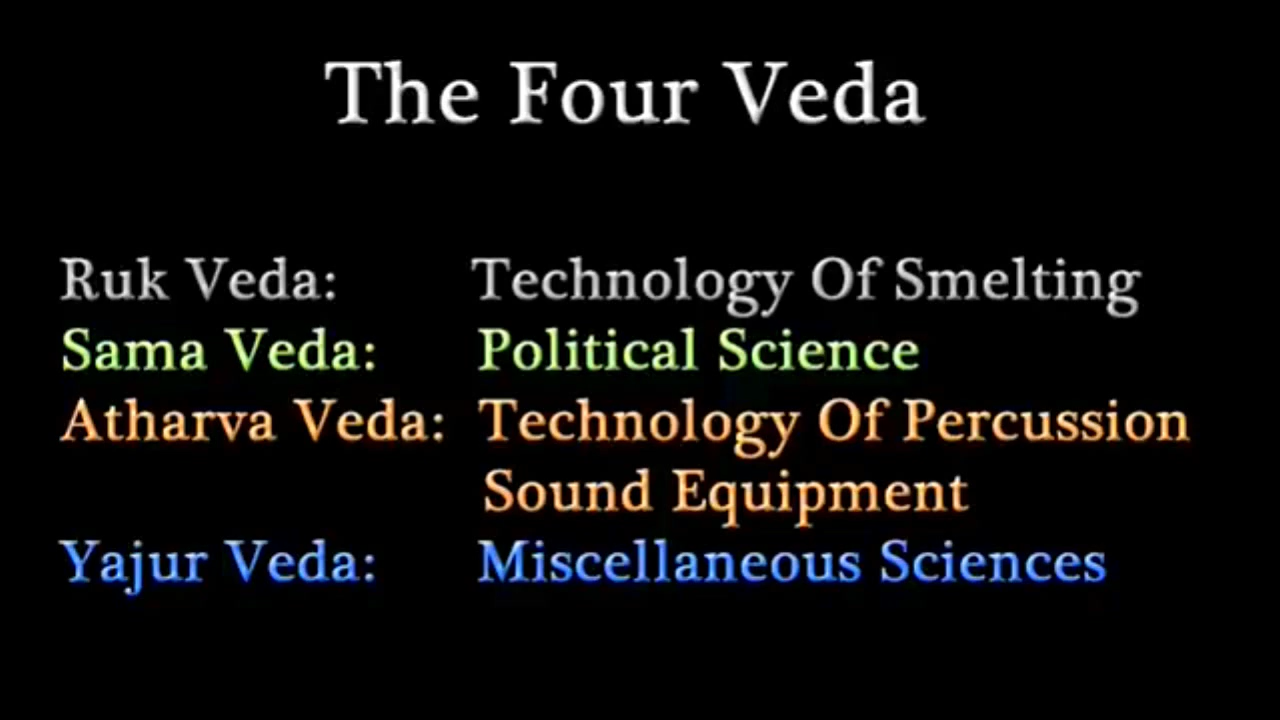 The Four Veda
Ruk Veda: Technology Of Smelting
Sama Veda: Political Science
Atharva Veda: Technology Of Percussion
Sound Equipment
Yajur Veda: Miscellaneous Sciences